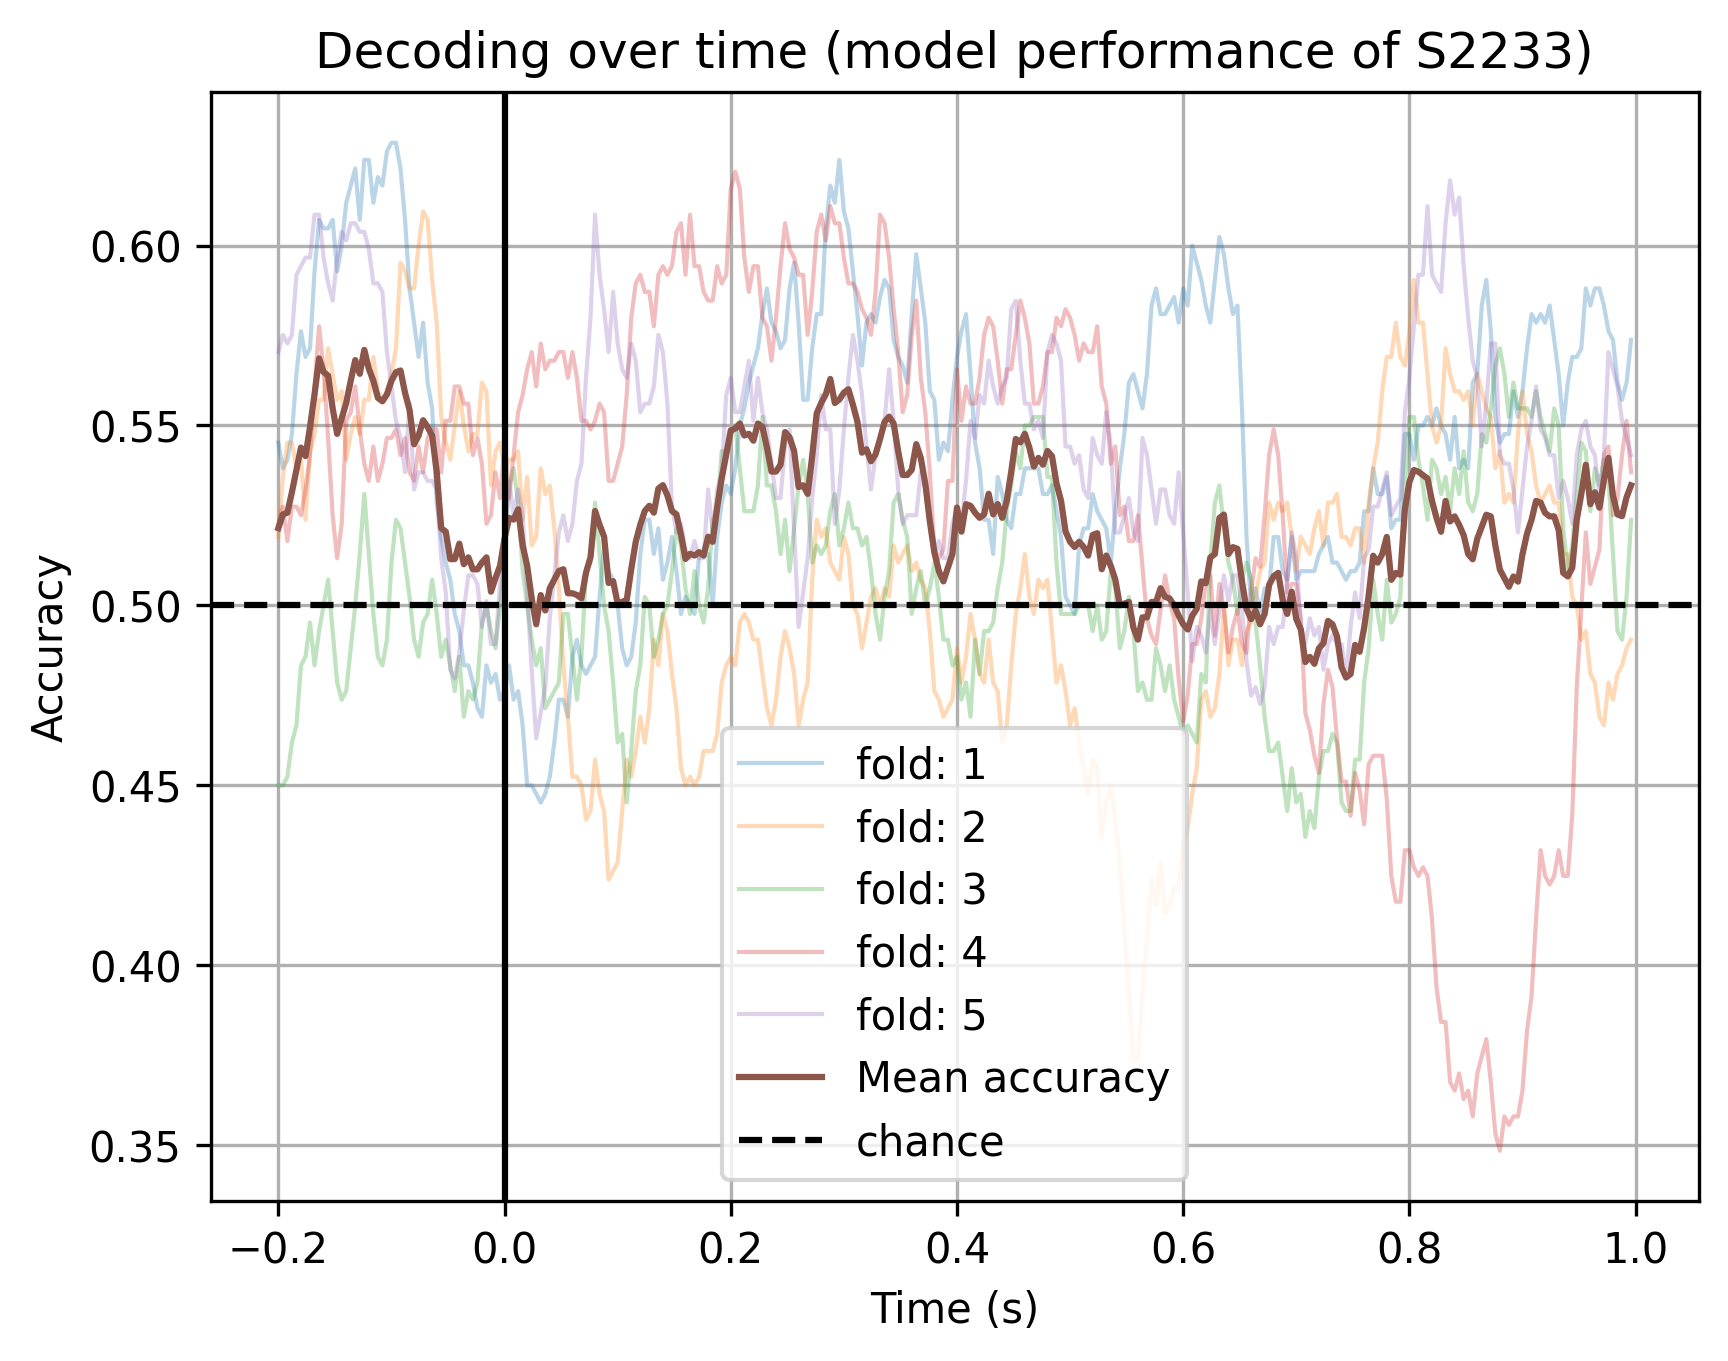 Decoding over time (model performance of S2233)
Accuracy
0.60
0.55
0.50
0.45
0.40
0.35
fold: 1
fold: 2
fold: 3
fold: 4
fold: 5
Mean accuracy
chance
−0.2 0.0 0.2 0.4 0.6 0.8 1.0
Time (s)